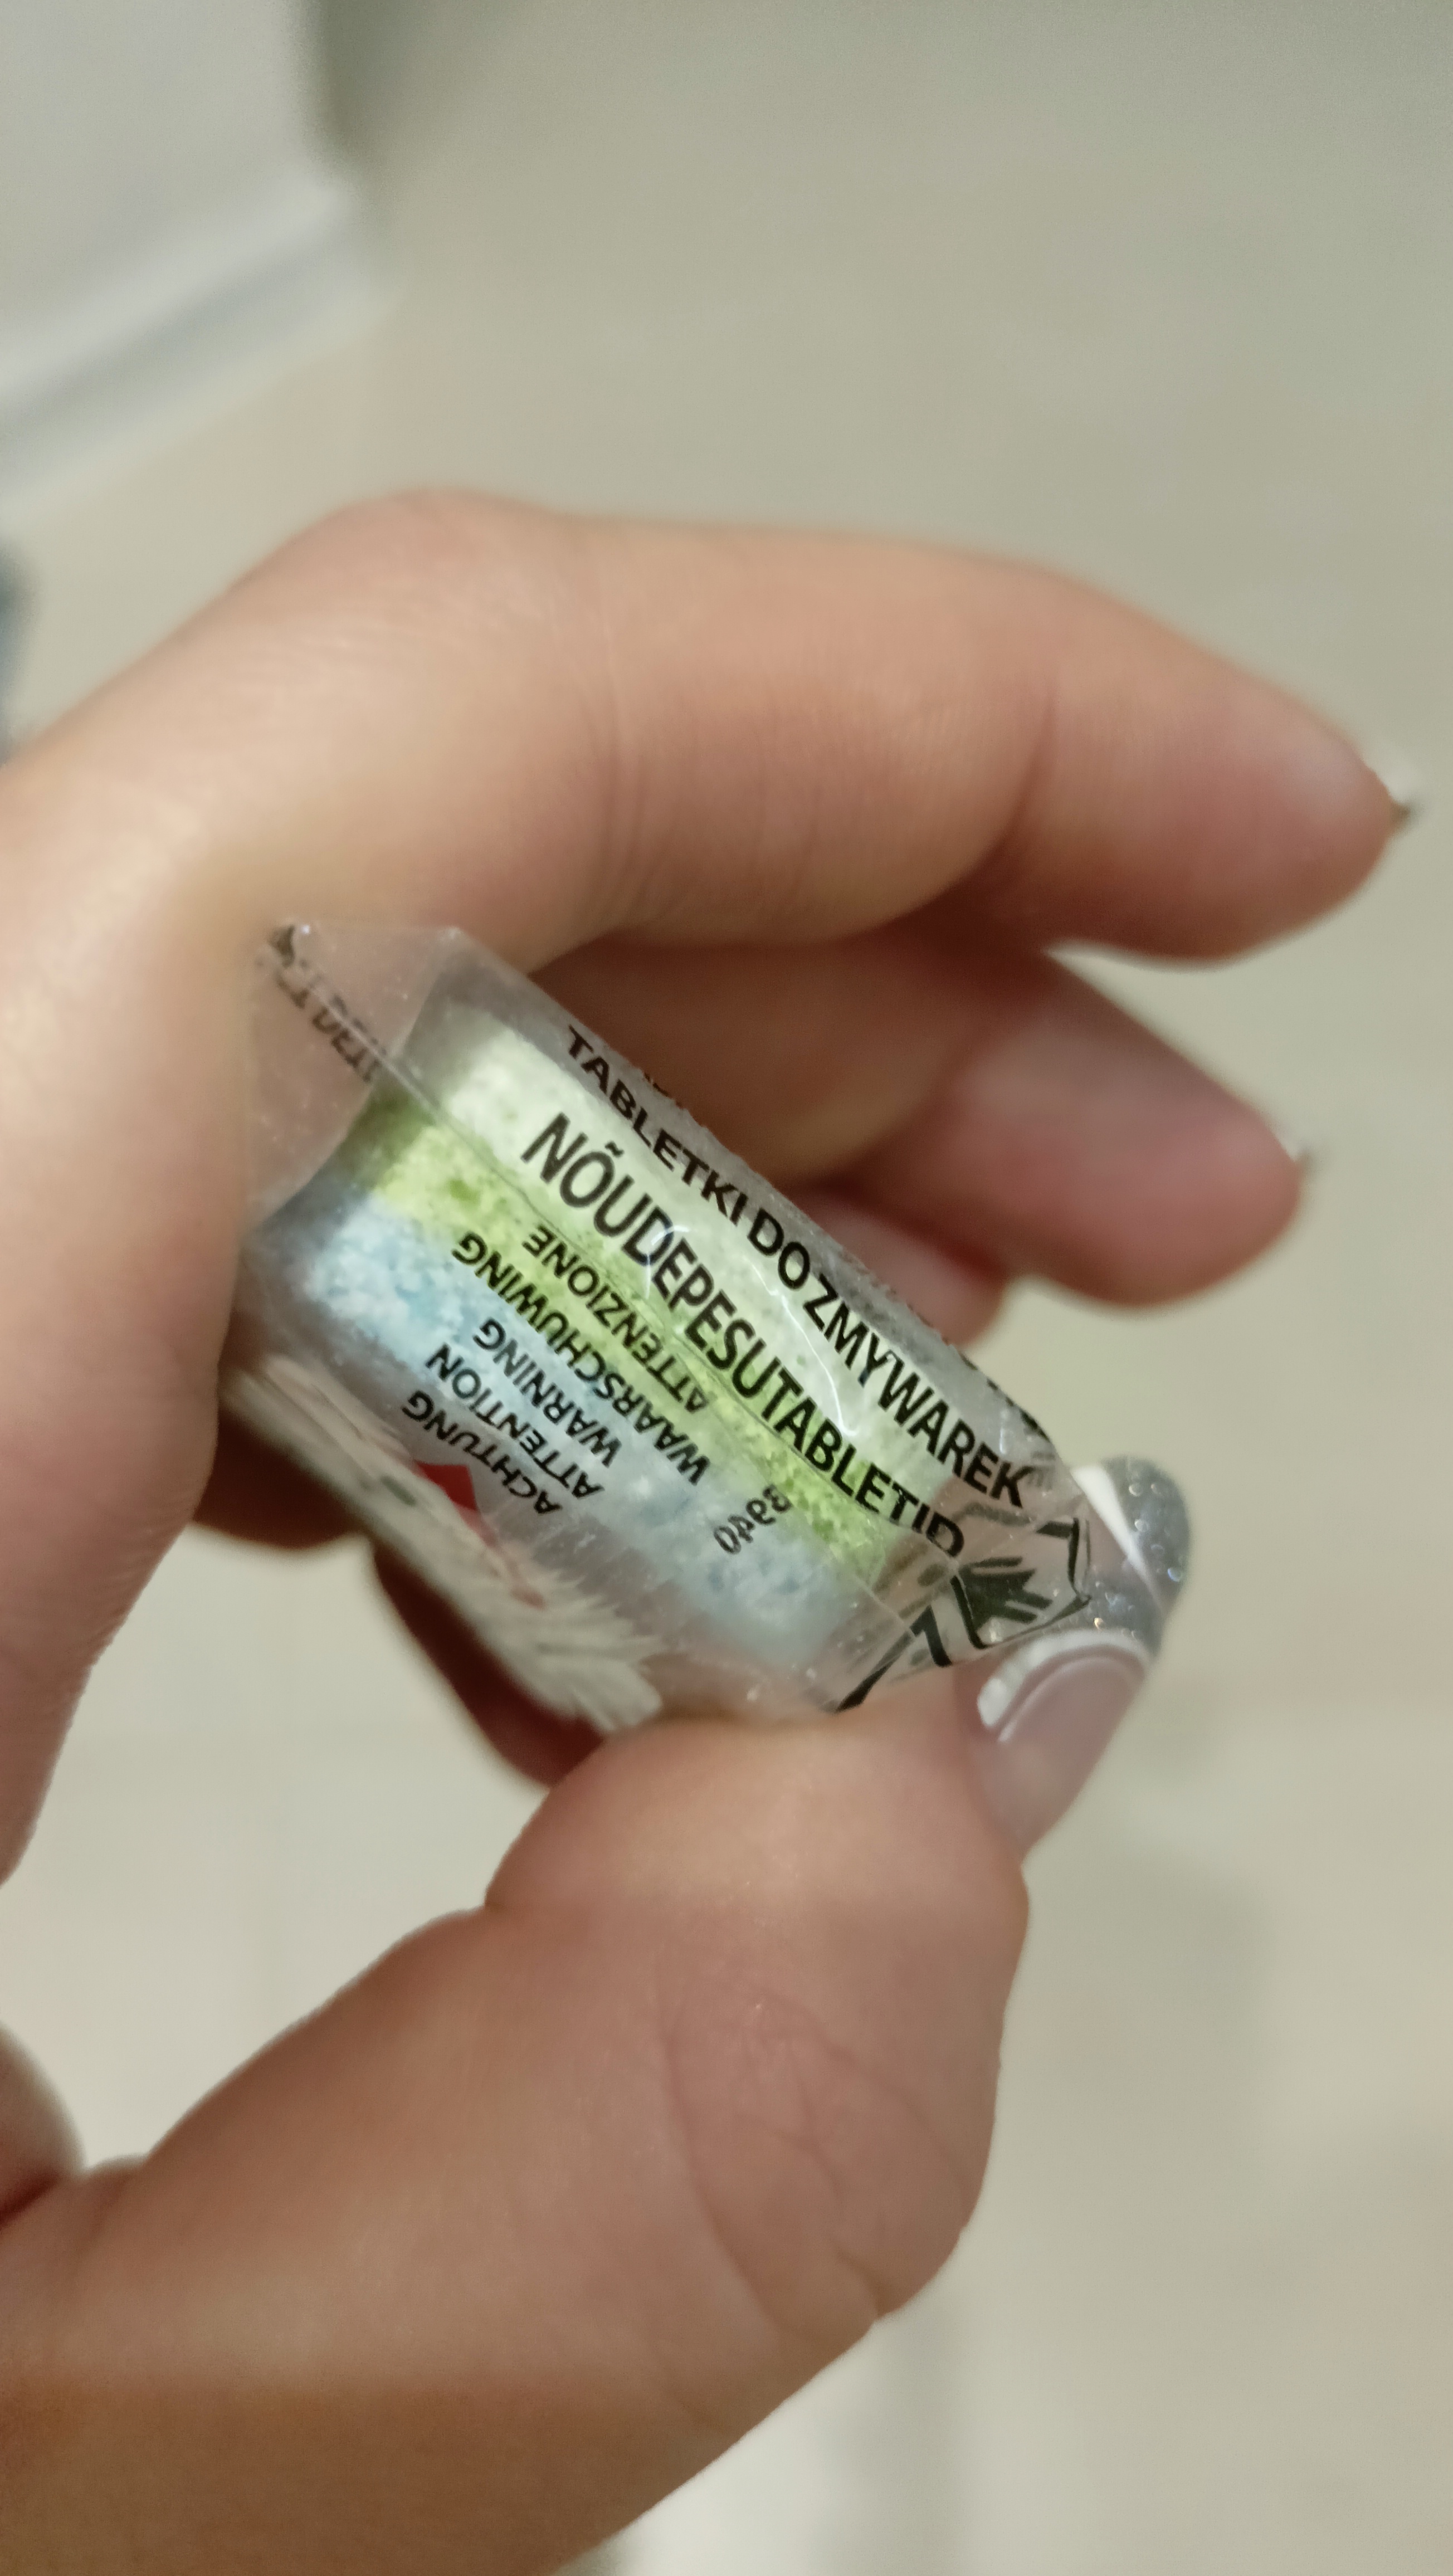 TABLETKI DO ZMYWAREK
NÕUDEPESUTABLETID
ACHTUNG
ATTENTION
WARNING
WAARSCHUWING
ATTENZIONE